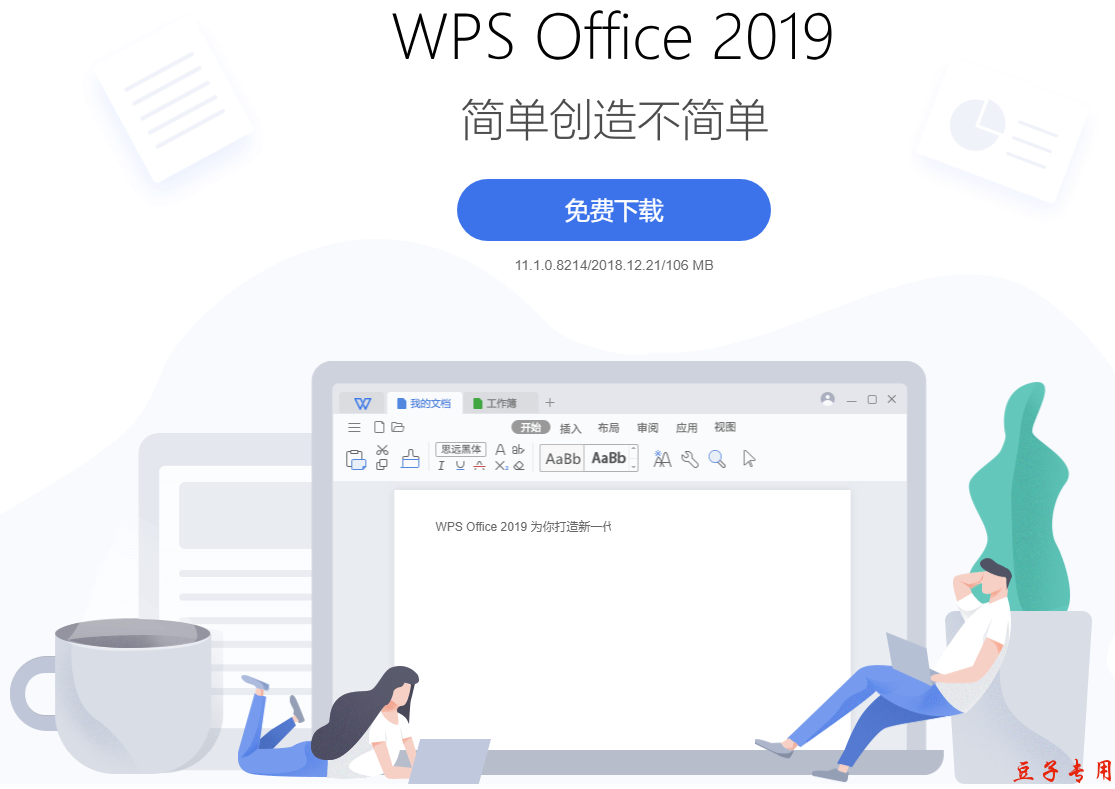 WPS Office 2019
简单创造不简单
免费下载
11.1.0.8214/2018.12.21/106 MB
我的文档 工作簿
开始 插入 布局 审阅 应用 视图
思远黑体 A ab
AaBb AaBb
I U A X₂
WPS Office 2019 为你打造新一代
豆子专用